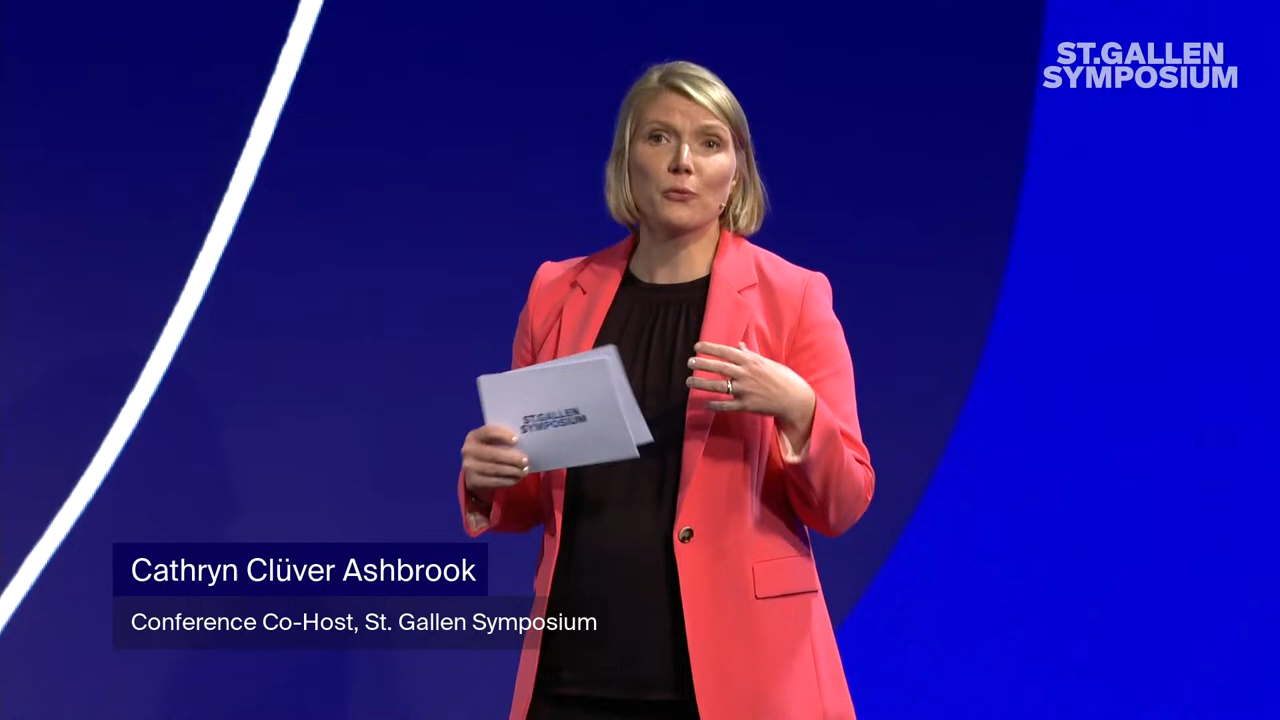 ST.GALLEN
SYMPOSIUM
ST.GALLEN
SYMPOSIUM
Cathryn Clüver Ashbrook
Conference Co-Host, St. Gallen Symposium